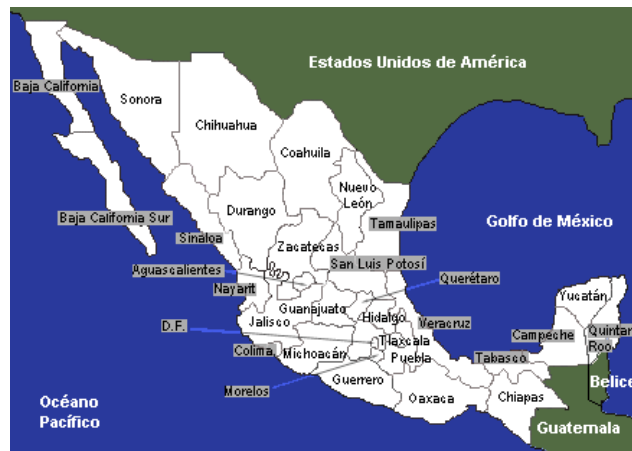 Estados Unidos de América
Baja California
Sonora
Chihuahua
Coahuila
Nuevo
León
Durango
Baja California Sur
Tamaulipas
Golfo de México
Sinaloa
Zacatecas
San Luis Potosí
Aguascalientes
Querétaro
Nayarit
Yucatán
Guanajuato
Hidalgo
Jalisco
Veracruz
D.F.
Campeche
Quintan
Roo
Tlaxcala
Colima
Michoacán
Puebla
Tabasco
Guerrero
Belice
Morelos
Oaxaca
Chiapas
Océano
Pacífico
Guatemala